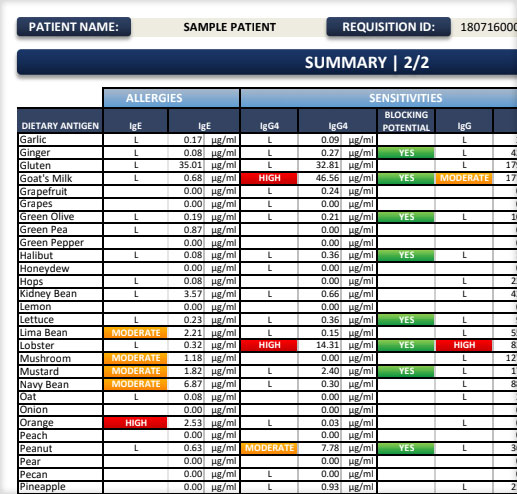 PATIENT NAME: SAMPLE PATIENT REQUISITION ID: 180716000
SUMMARY | 2/2
ALLERGIES SENSITIVITIES
DIETARY ANTIGEN IgE IgE IgG4 IgG4 BLOCKING POTENTIAL IgG
Garlic L 0.17 µg/ml L 0.09 µg/ml L
Ginger L 0.08 µg/ml L 0.27 µg/ml YES L 4
Gluten L 35.01 µg/ml L 32.81 µg/ml L 179
Goat's Milk L 0.68 µg/ml HIGH 46.56 µg/ml YES MODERATE 17
Grapefruit 0.00 µg/ml L 0.24 µg/ml
Grapes 0.00 µg/ml L 0.00 µg/ml
Green Olive L 0.19 µg/ml L 0.21 µg/ml YES L 1
Green Pea L 0.87 µg/ml 0.00 µg/ml
Green Pepper 0.00 µg/ml 0.00 µg/ml
Halibut L 0.08 µg/ml L 0.36 µg/ml YES L
Honeydew 0.00 µg/ml L 0.00 µg/ml
Hops L 0.08 µg/ml 0.00 µg/ml L 2
Kidney Bean L 3.57 µg/ml L 0.66 µg/ml L 4
Lemon 0.00 µg/ml 0.00 µg/ml
Lettuce L 0.23 µg/ml L 0.36 µg/ml YES L
Lima Bean MODERATE 2.21 µg/ml L 0.15 µg/ml L 5
Lobster L 0.32 µg/ml HIGH 14.31 µg/ml YES HIGH 8
Mushroom MODERATE 1.18 µg/ml 0.00 µg/ml L 12
Mustard MODERATE 1.82 µg/ml L 2.40 µg/ml YES L 1
Navy Bean MODERATE 6.87 µg/ml L 0.30 µg/ml L 8
Oat L 0.08 µg/ml L 0.00 µg/ml L
Onion 0.00 µg/ml 0.00 µg/ml
Orange HIGH 2.53 µg/ml L 0.03 µg/ml L
Peach 0.00 µg/ml 0.00 µg/ml
Peanut L 0.63 µg/ml MODERATE 7.78 µg/ml YES L 3
Pear 0.00 µg/ml 0.00 µg/ml
Pecan 0.00 µg/ml L 0.00 µg/ml
Pineapple 0.00 µg/ml L 0.93 µg/ml L 2